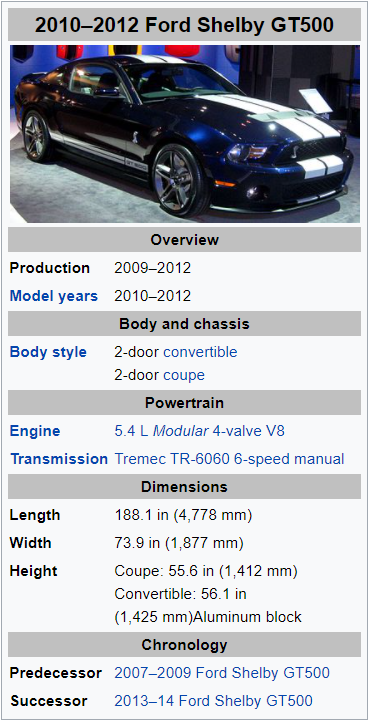 2010–2012 Ford Shelby GT500
Overview
Production 2009–2012
Model years 2010–2012
Body and chassis
Body style 2-door convertible
2-door coupe
Powertrain
Engine 5.4 L Modular 4-valve V8
Transmission Tremec TR-6060 6-speed manual
Dimensions
Length 188.1 in (4,778 mm)
Width 73.9 in (1,877 mm)
Height Coupe: 55.6 in (1,412 mm)
Convertible: 56.1 in
(1,425 mm)Aluminum block
Chronology
Predecessor 2007–2009 Ford Shelby GT500
Successor 2013–14 Ford Shelby GT500